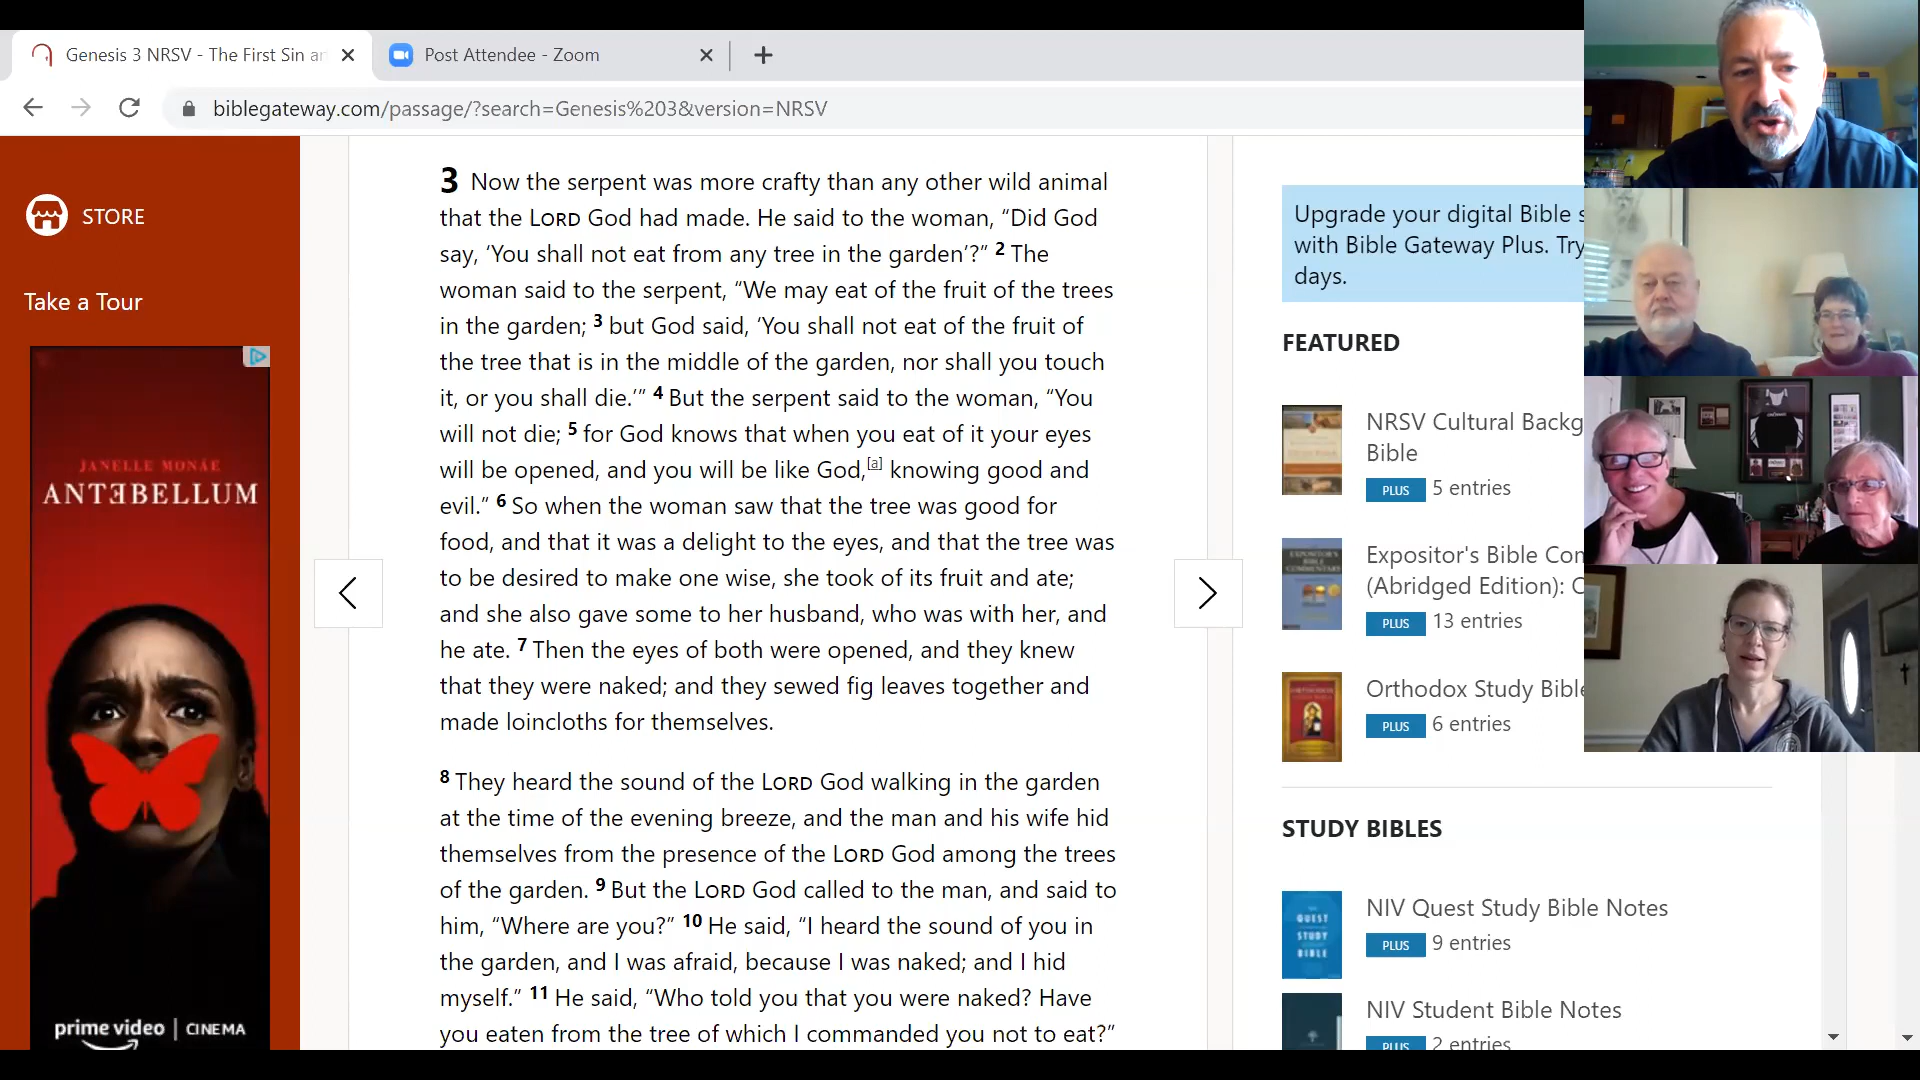 Genesis 3 NRSV - The First Sin an
Post Attendee - Zoom
biblegateway.com/passage/?search=Genesis%203&version=NRSV
STORE
Take a Tour
JANELLE MONÁE
ANTƎBELLUM
prime video | CINEMA
3 Now the serpent was more crafty than any other wild animal
that the LORD God had made. He said to the woman, “Did God
say, ‘You shall not eat from any tree in the garden’?” 2 The
woman said to the serpent, “We may eat of the fruit of the trees
in the garden; 3 but God said, ‘You shall not eat of the fruit of
the tree that is in the middle of the garden, nor shall you touch
it, or you shall die.’” 4 But the serpent said to the woman, “You
will not die; 5 for God knows that when you eat of it your eyes
will be opened, and you will be like God,[a] knowing good and
evil.” 6 So when the woman saw that the tree was good for
food, and that it was a delight to the eyes, and that the tree was
to be desired to make one wise, she took of its fruit and ate;
and she also gave some to her husband, who was with her, and
he ate. 7 Then the eyes of both were opened, and they knew
that they were naked; and they sewed fig leaves together and
made loincloths for themselves.
8 They heard the sound of the LORD God walking in the garden
at the time of the evening breeze, and the man and his wife hid
themselves from the presence of the LORD God among the trees
of the garden. 9 But the LORD God called to the man, and said to
him, “Where are you?” 10 He said, “I heard the sound of you in
the garden, and I was afraid, because I was naked; and I hid
myself.” 11 He said, “Who told you that you were naked? Have
you eaten from the tree of which I commanded you not to eat?”
Upgrade your digital Bible s
with Bible Gateway Plus. Try
days.
FEATURED
NRSV Cultural Backg
Bible
PLUS 5 entries
EXPOSITOR'S
BIBLE
COMMENTARY
Expositor's Bible Com
(Abridged Edition): O
PLUS 13 entries
Orthodox Study Bible
PLUS 6 entries
STUDY BIBLES
QUEST
STUDY
BIBLE
NIV Quest Study Bible Notes
PLUS 9 entries
NIV Student Bible Notes
PLUS 2 entries